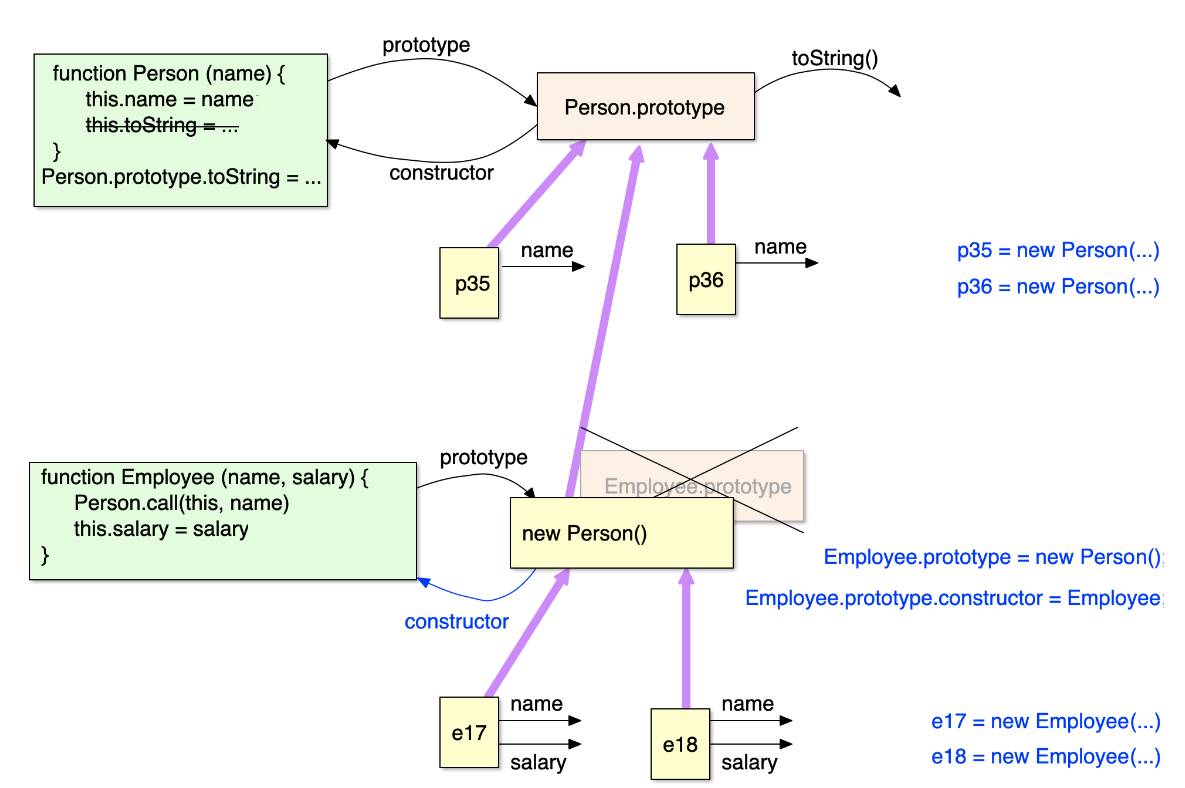 prototype
toString()
function Person (name) {
this.name = name
this.toString = ...
}
Person.prototype.toString = ...
Person.prototype
constructor
name
name
p35
p36
p35 = new Person(...)
p36 = new Person(...)
prototype
function Employee (name, salary) {
Person.call(this, name)
this.salary = salary
}
Employee.prototype
new Person()
Employee.prototype = new Person();
Employee.prototype.constructor = Employee;
constructor
name
name
e17
e18
salary
salary
e17 = new Employee(...)
e18 = new Employee(...)